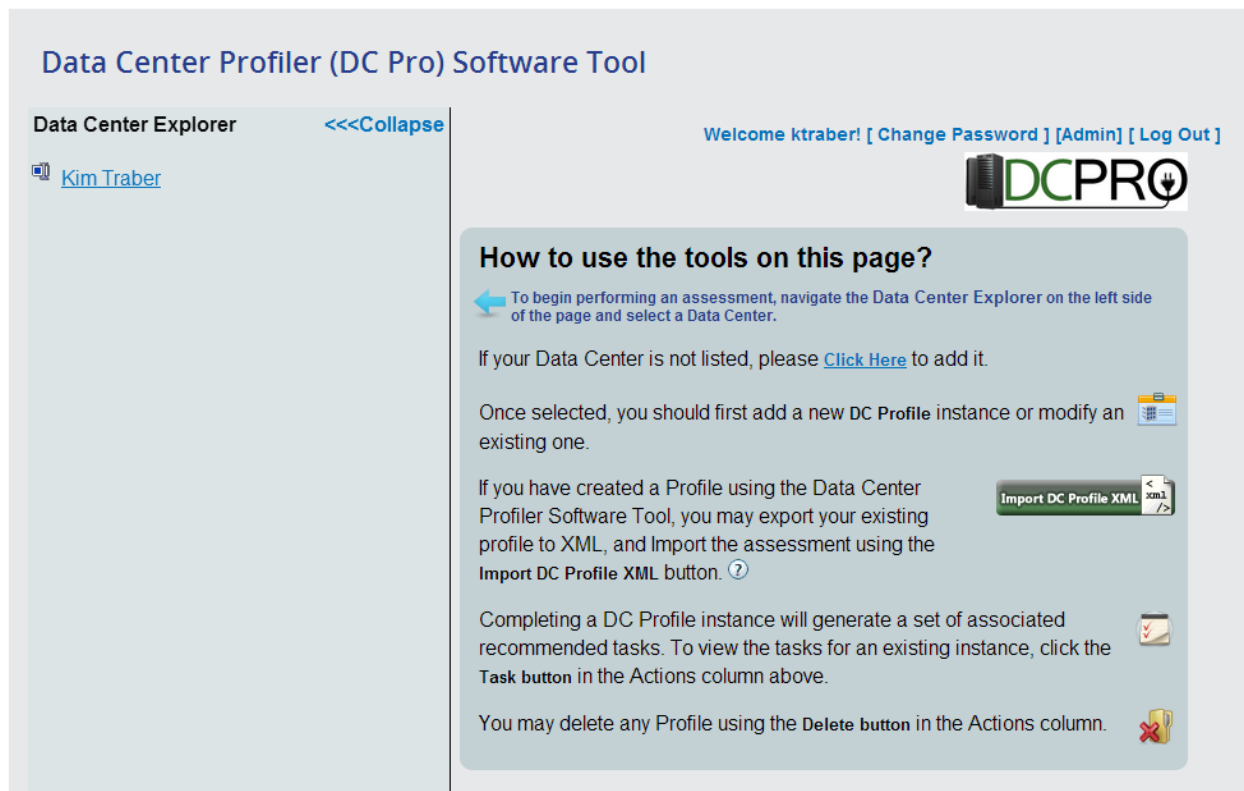 Data Center Profiler (DC Pro) Software Tool
Data Center Explorer <<<Collapse
Kim Traber
Welcome ktraber! [ Change Password ] [Admin] [ Log Out ]
DCPRO
How to use the tools on this page?
To begin performing an assessment, navigate the Data Center Explorer on the left side
of the page and select a Data Center.
If your Data Center is not listed, please Click Here to add it.
Once selected, you should first add a new DC Profile instance or modify an
existing one.
If you have created a Profile using the Data Center
Profiler Software Tool, you may export your existing
profile to XML, and Import the assessment using the
Import DC Profile XML button. ?
Import DC Profile XML
<
xml
/>
Completing a DC Profile instance will generate a set of associated
recommended tasks. To view the tasks for an existing instance, click the
Task button in the Actions column above.
You may delete any Profile using the Delete button in the Actions column.